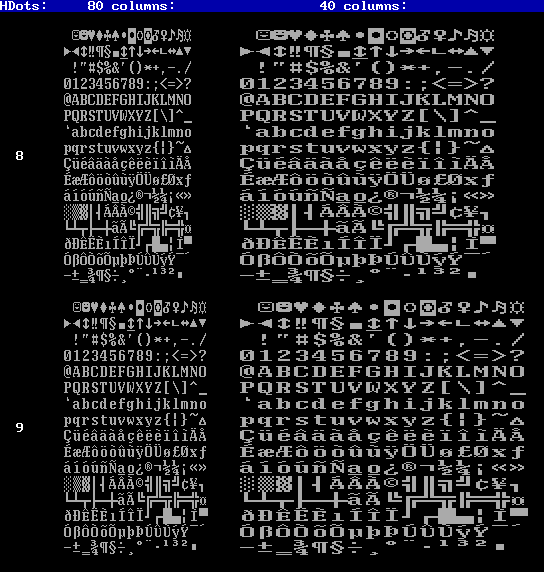 HDots: 80 columns: 40 columns:
☺☻♥♦♣♠•◘○◙♂♀♪♫☼ ☺☻♥♦♣♠•◘○◙♂♀♪♫☼
►◄↕‼¶§▬↨↑↓→←∟↔▲▼ ►◄↕‼¶§▬↨↑↓→←∟↔▲▼
!"#$%&'()*+,-./ !"#$%&'()*+,-./
0123456789:;<=>? 0123456789:;<=>?
@ABCDEFGHIJKLMNO @ABCDEFGHIJKLMNO
PQRSTUVWXYZ[\]^_ PQRSTUVWXYZ[\]^_
`abcdefghijklmno `abcdefghijklmno
pqrstuvwxyz{¦}~⌂ pqrstuvwxyz{¦}~⌂
8
ÇüéâäàåçêëèïîìÄÅ ÇüéâäàåçêëèïîìÄÅ
ÉæÆôöòûùÿÖÜø£Ø×ƒ ÉæÆôöòûùÿÖÜø£Ø×ƒ
áíóúñÑªº¿®¬½¼¡«» áíóúñÑªº¿®¬½¼¡«»
░▒▓│┤ÁÂÀ©╣║╗╝¢¥┐ ░▒▓│┤ÁÂÀ©╣║╗╝¢¥┐
└┴┬├─┼ãÃ╚╔╩╦╠═╬¤ └┴┬├─┼ãÃ╚╔╩╦╠═╬¤
ðÐÊËÈıÍÎÏ┘┌█▄¦Ì▀ ðÐÊËÈıÍÎÏ┘┌█▄¦Ì▀
ÓßÔÒõÕµþÞÚÛÙýÝ¯´ ÓßÔÒõÕµþÞÚÛÙýÝ¯´
-±‗¾¶§÷¸°¨·¹³²■ -±‗¾¶§÷¸°¨·¹³²■
☺☻♥♦♣♠•◘○◙♂♀♪♫☼ ☺☻♥♦♣♠•◘○◙♂♀♪♫☼
►◄↕‼¶§▬↨↑↓→←∟↔▲▼ ►◄↕‼¶§▬↨↑↓→←∟↔▲▼
!"#$%&'()*+,-./ !"#$%&'()*+,-./
0123456789:;<=>? 0123456789:;<=>?
@ABCDEFGHIJKLMNO @ABCDEFGHIJKLMNO
PQRSTUVWXYZ[\]^_ PQRSTUVWXYZ[\]^_
`abcdefghijklmno `abcdefghijklmno
pqrstuvwxyz{¦}~⌂ pqrstuvwxyz{¦}~⌂
9
ÇüéâäàåçêëèïîìÄÅ ÇüéâäàåçêëèïîìÄÅ
ÉæÆôöòûùÿÖÜø£Ø×ƒ ÉæÆôöòûùÿÖÜø£Ø×ƒ
áíóúñÑªº¿®¬½¼¡«» áíóúñÑªº¿®¬½¼¡«»
░▒▓│┤ÁÂÀ©╣║╗╝¢¥┐ ░▒▓│┤ÁÂÀ©╣║╗╝¢¥┐
└┴┬├─┼ãÃ╚╔╩╦╠═╬¤ └┴┬├─┼ãÃ╚╔╩╦╠═╬¤
ðÐÊËÈıÍÎÏ┘┌█▄¦Ì▀ ðÐÊËÈıÍÎÏ┘┌█▄¦Ì▀
ÓßÔÒõÕµþÞÚÛÙýÝ¯´ ÓßÔÒõÕµþÞÚÛÙýÝ¯´
-±‗¾¶§÷¸°¨·¹³²■ -±‗¾¶§÷¸°¨·¹³²■